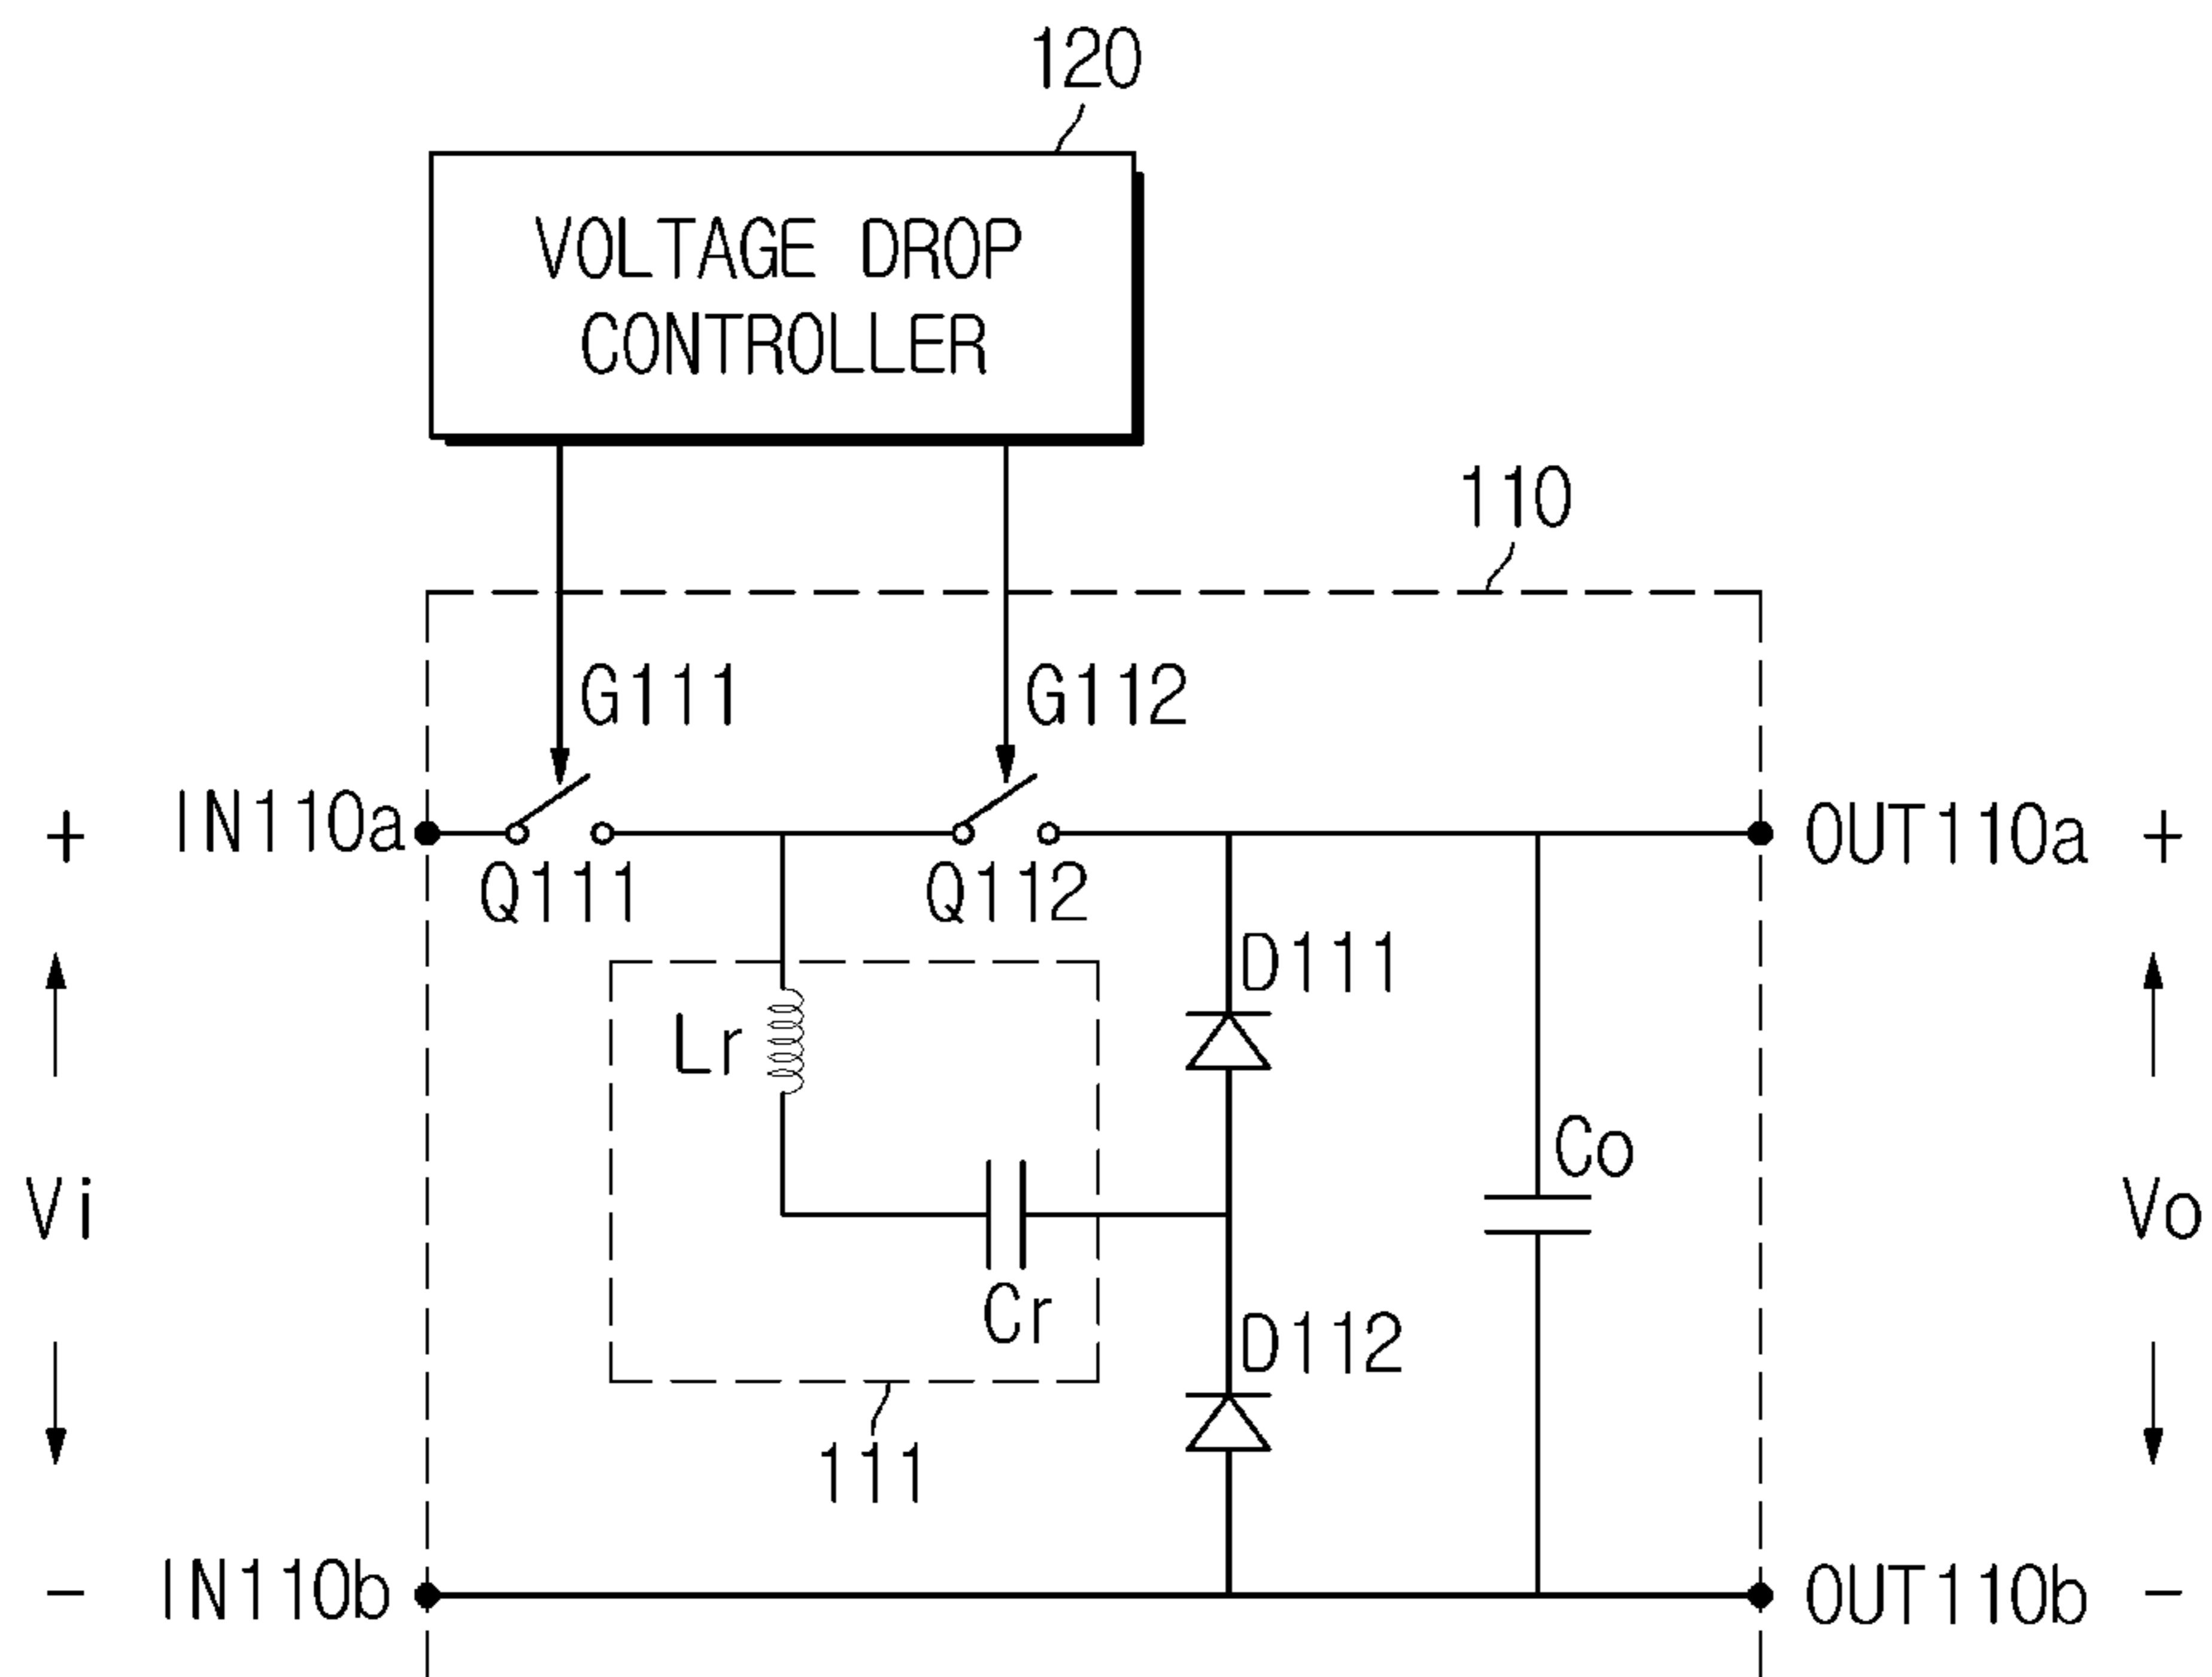 120
VOLTAGE DROP
CONTROLLER
110
G111
G112
+
IN110a
OUT110a
+
Q111
Q112
D111
Lr
Co
Vi
Vo
Cr
D112
111
-
IN110b
OUT110b
-